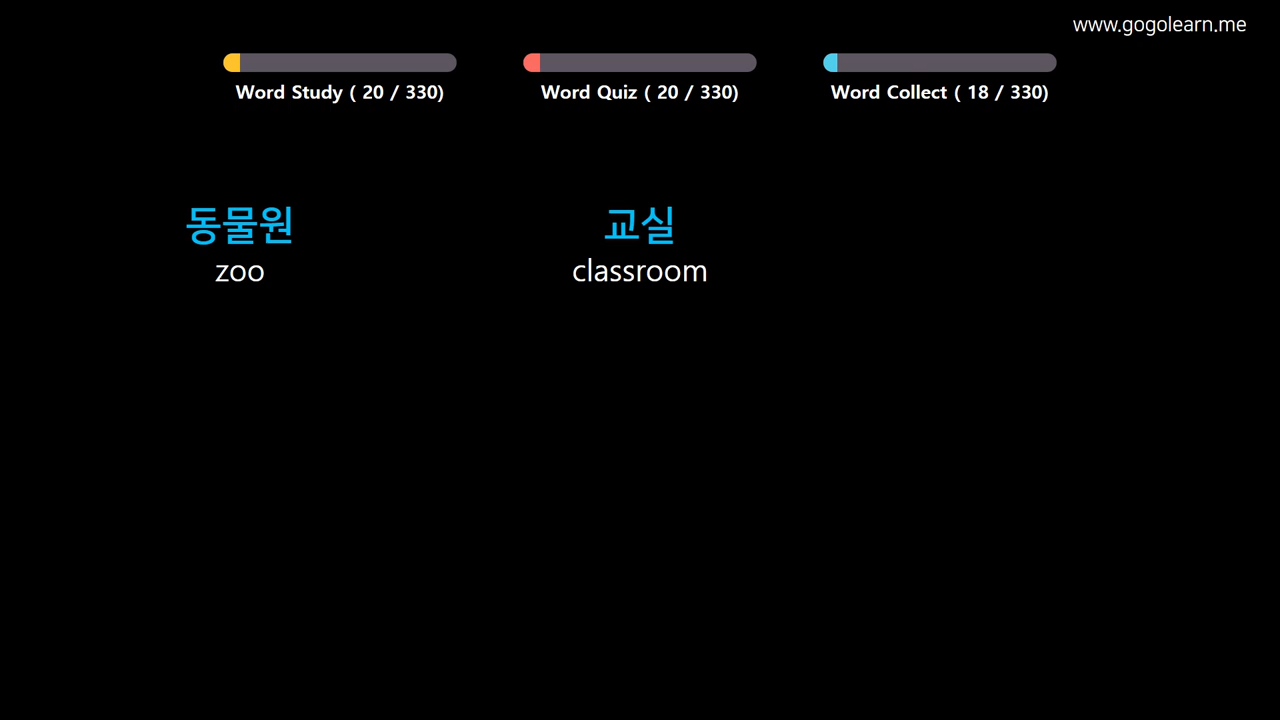 www.gogolearn.me
Word Study ( 20 / 330)
Word Quiz ( 20 / 330)
Word Collect ( 18 / 330)
동물원
zoo
교실
classroom